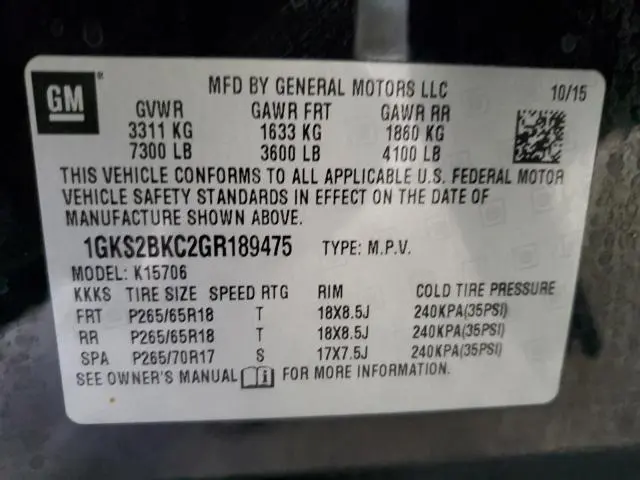 GM ®
MFD BY GENERAL MOTORS LLC 10/15
GVWR GAWR FRT GAWR RR
3311 KG 1633 KG 1860 KG
7300 LB 3600 LB 4100 LB
THIS VEHICLE CONFORMS TO ALL APPLICABLE U.S. FEDERAL MOTOR
VEHICLE SAFETY STANDARDS IN EFFECT ON THE DATE OF
MANUFACTURE SHOWN ABOVE.
1GKS2BKC2GR189475 TYPE: M.P.V.
MODEL: K15706
KKKS TIRE SIZE SPEED RTG RIM COLD TIRE PRESSURE
FRT P265/65R18 T 18X8.5J 240KPA(35PSI)
RR P265/65R18 T 18X8.5J 240KPA(35PSI)
SPA P265/70R17 S 17X7.5J 240KPA(35PSI)
SEE OWNER'S MANUAL i FOR MORE INFORMATION.